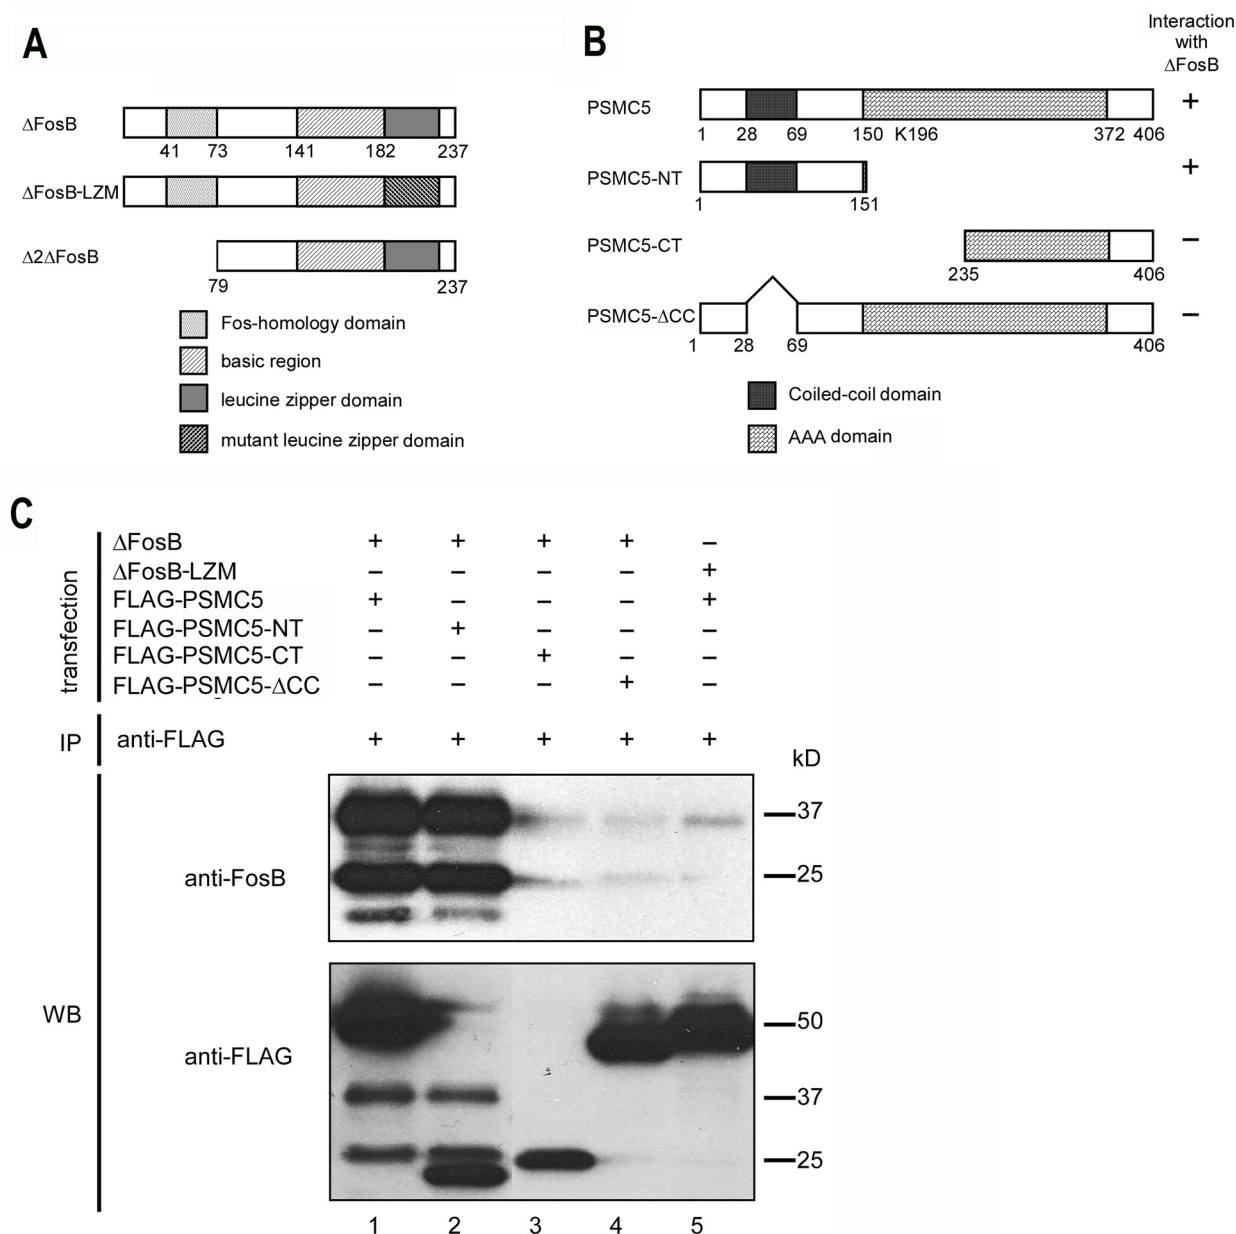 A
ΔFosB
41 73 141 182 237
ΔFosB-LZM
Δ2ΔFosB
79 237
Fos-homology domain
basic region
leucine zipper domain
mutant leucine zipper domain
B
Interaction
with
ΔFosB
PSMC5 +
1 28 69 150 K196 372 406
PSMC5-NT +
1 151
PSMC5-CT –
235 406
PSMC5-ΔCC –
1 28 69 406
Coiled-coil domain
AAA domain
C
transfection
ΔFosB + + + + –
ΔFosB-LZM – – – – +
FLAG-PSMC5 + – – – +
FLAG-PSMC5-NT – + – – –
FLAG-PSMC5-CT – – + – –
FLAG-PSMC5-ΔCC – – – + –
IP anti-FLAG + + + + +
kD
37
anti-FosB 25
WB
50
anti-FLAG
37
25
1 2 3 4 5